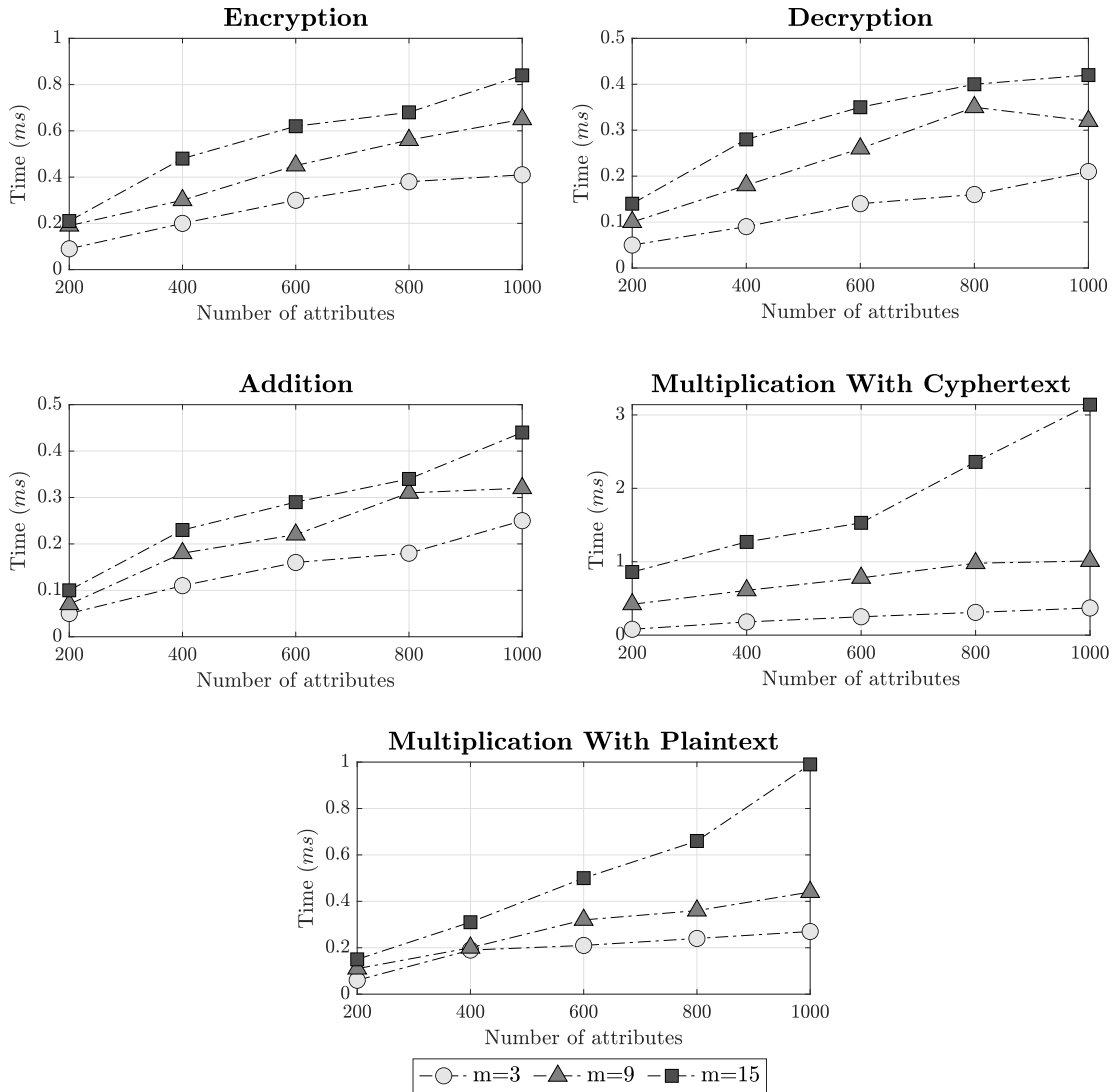 Encryption
1
0.8
0.6
0.4
0.2
0
Time (ms)
200 400 600 800 1000
Number of attributes
Decryption
0.5
0.4
0.3
0.2
0.1
0
Time (ms)
200 400 600 800 1000
Number of attributes
Addition
0.5
0.4
0.3
0.2
0.1
0
Time (ms)
200 400 600 800 1000
Number of attributes
Multiplication With Cyphertext
3
2
1
0
Time (ms)
200 400 600 800 1000
Number of attributes
Multiplication With Plaintext
1
0.8
0.6
0.4
0.2
0
Time (ms)
200 400 600 800 1000
Number of attributes
m=3 m=9 m=15